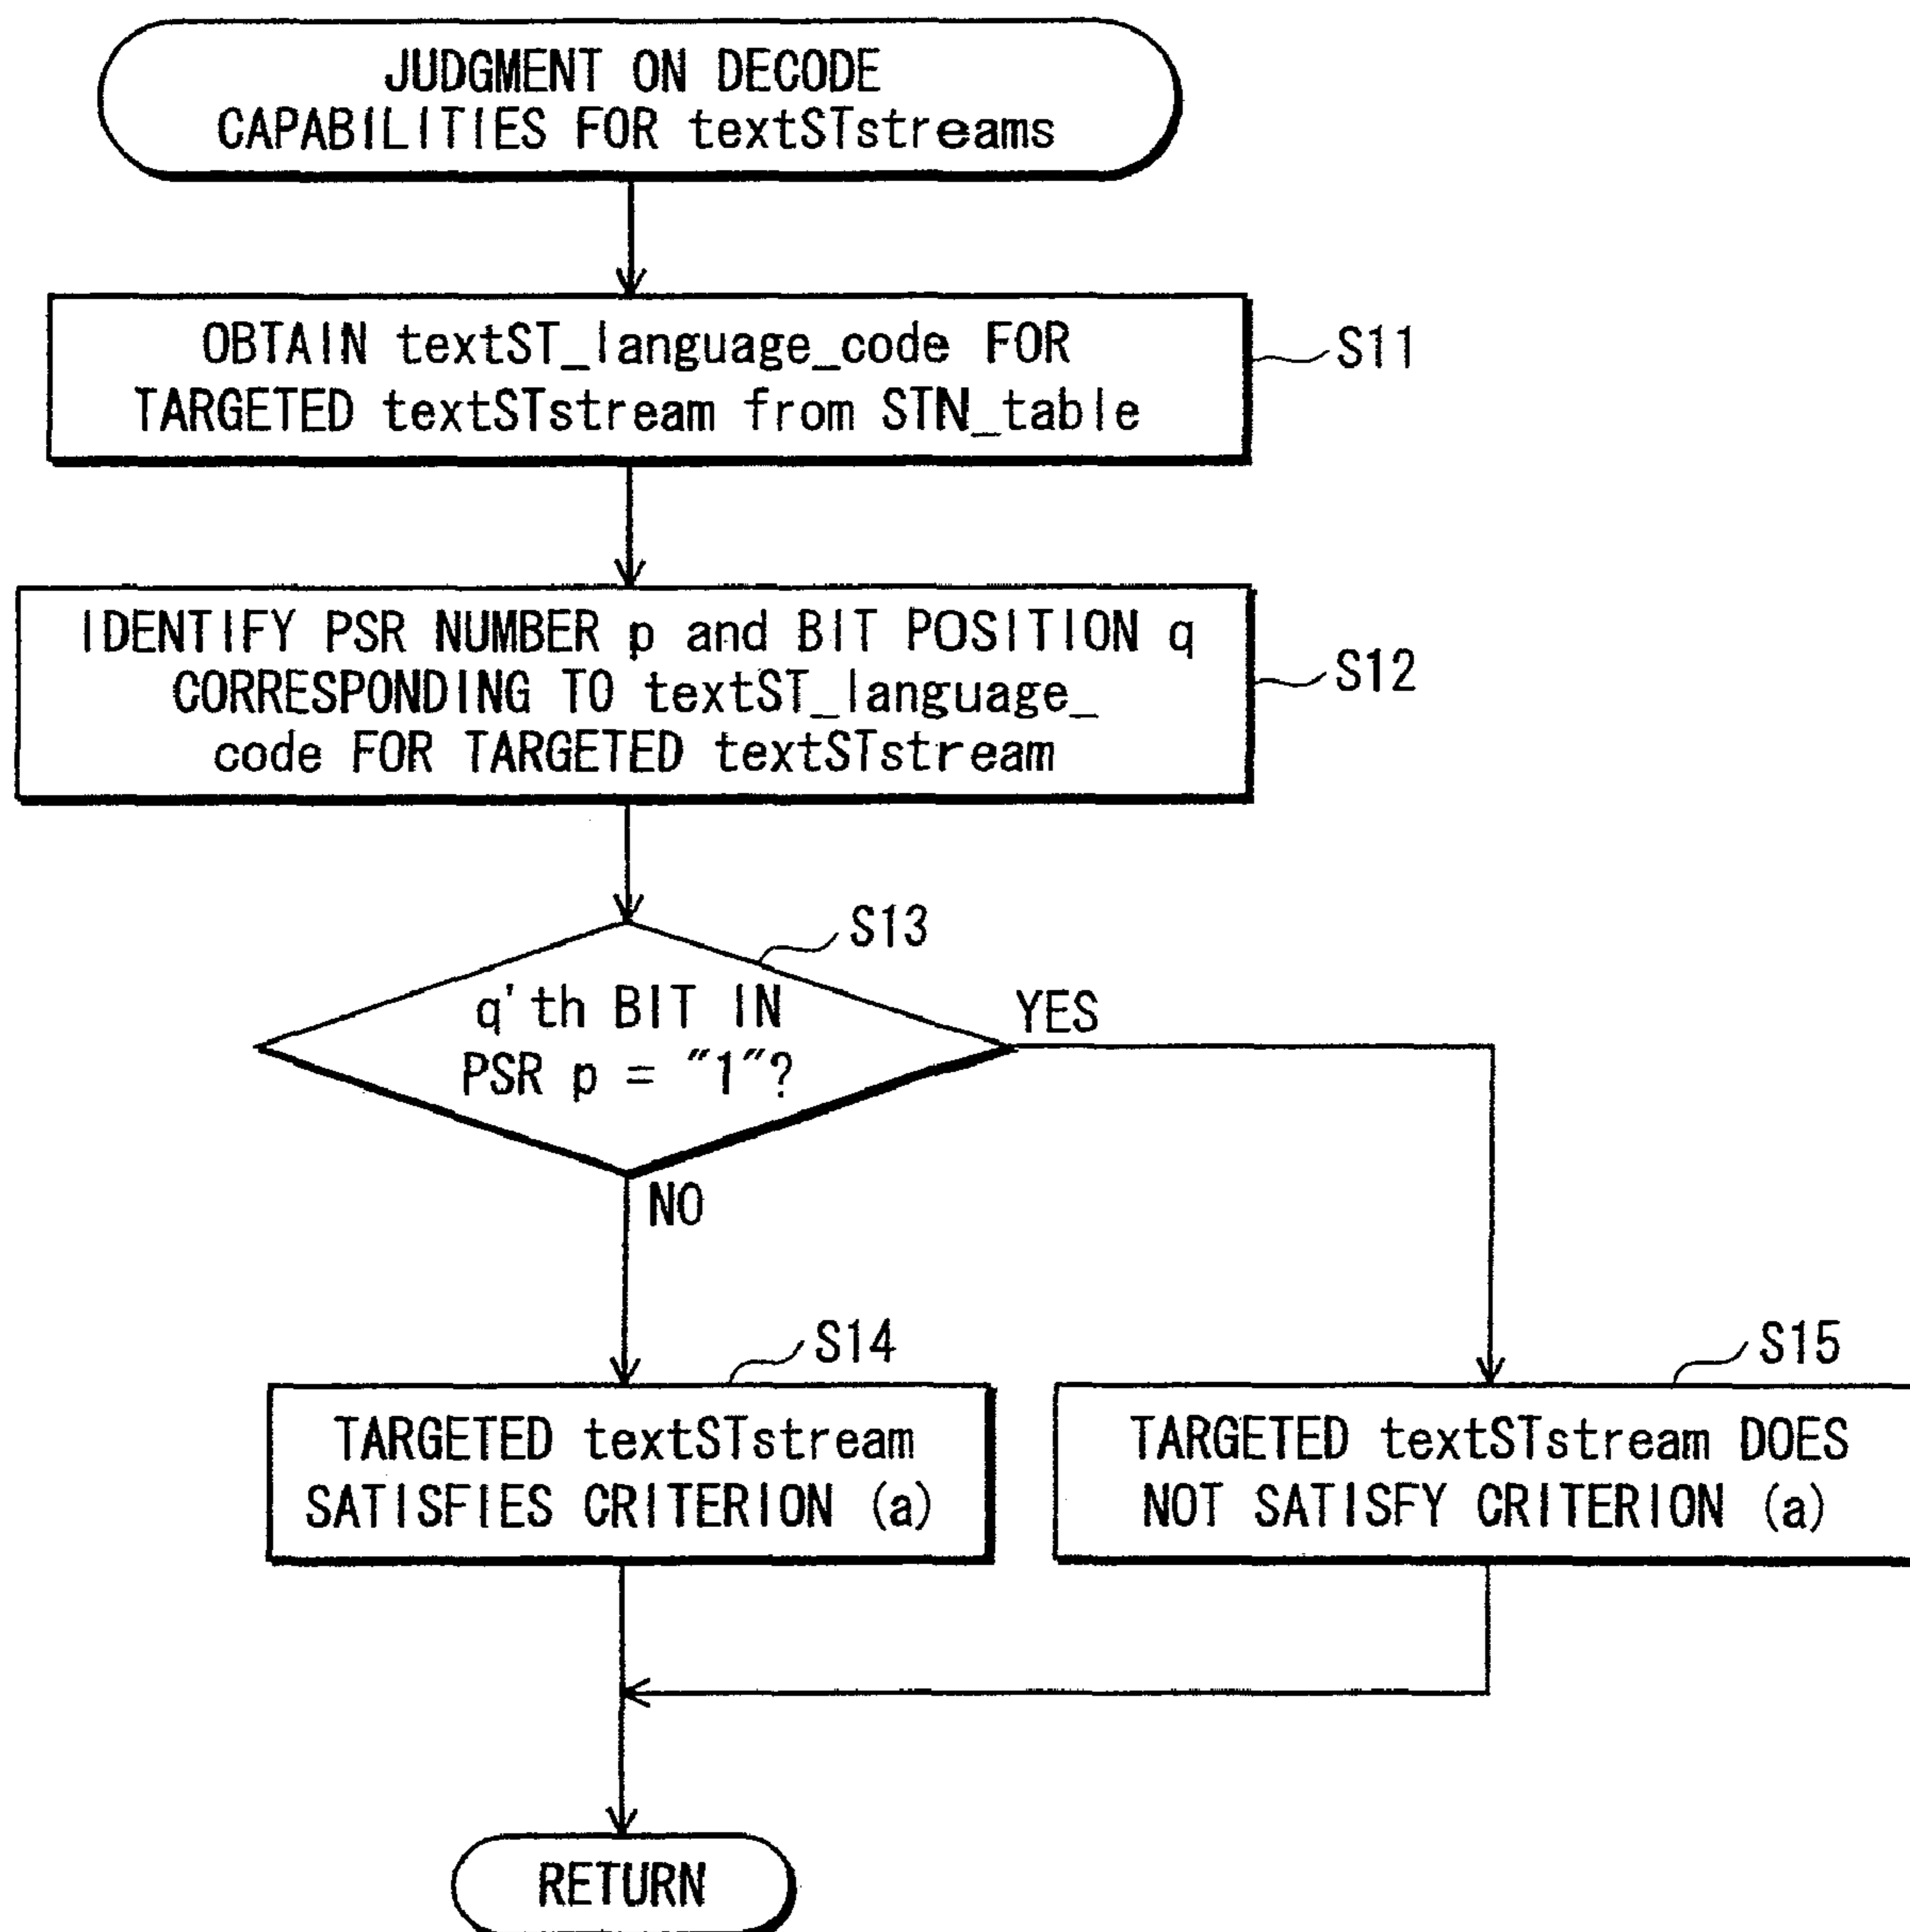 JUDGMENT ON DECODE
CAPABILITIES FOR textSTstreams
OBTAIN textST_language_code FOR
TARGETED textSTstream from STN_table
S11
IDENTIFY PSR NUMBER p and BIT POSITION q
CORRESPONDING TO textST_language_
code FOR TARGETED textSTstream
S12
S13
q'th BIT IN
PSR p = "1"?
YES
NO
S14
TARGETED textSTstream
SATISFIES CRITERION (a)
S15
TARGETED textSTstream DOES
NOT SATISFY CRITERION (a)
RETURN